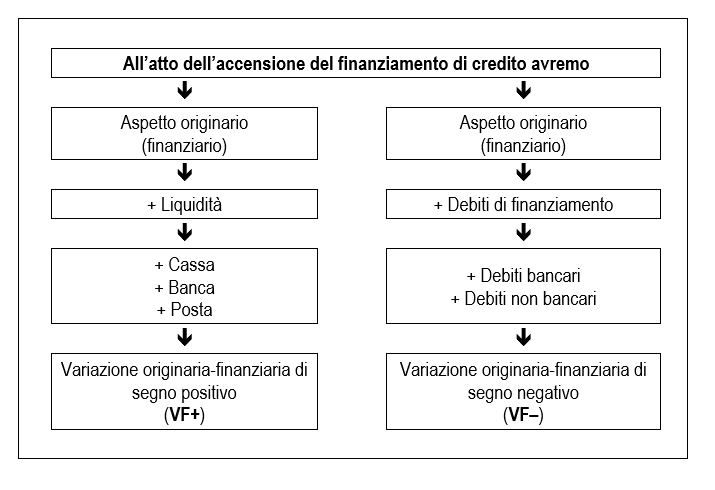 All'atto dell'accensione del finanziamento di credito avremo
Aspetto originario
(finanziario)
+ Liquidità
+ Cassa
+ Banca
+ Posta
Variazione originaria-finanziaria di
segno positivo
(VF+)
Aspetto originario
(finanziario)
+ Debiti di finanziamento
+ Debiti bancari
+ Debiti non bancari
Variazione originaria-finanziaria di
segno negativo
(VF–)